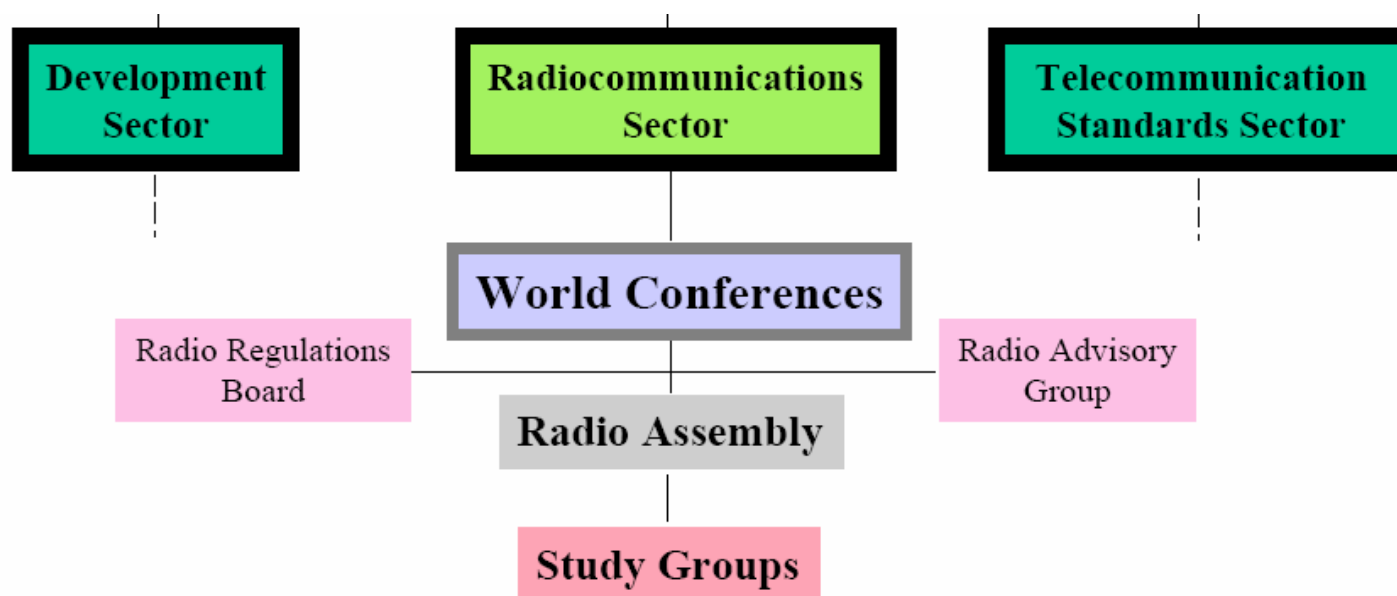 Development
Sector
Radiocommunications
Sector
Telecommunication
Standards Sector
World Conferences
Radio Regulations
Board
Radio Advisory
Group
Radio Assembly
Study Groups